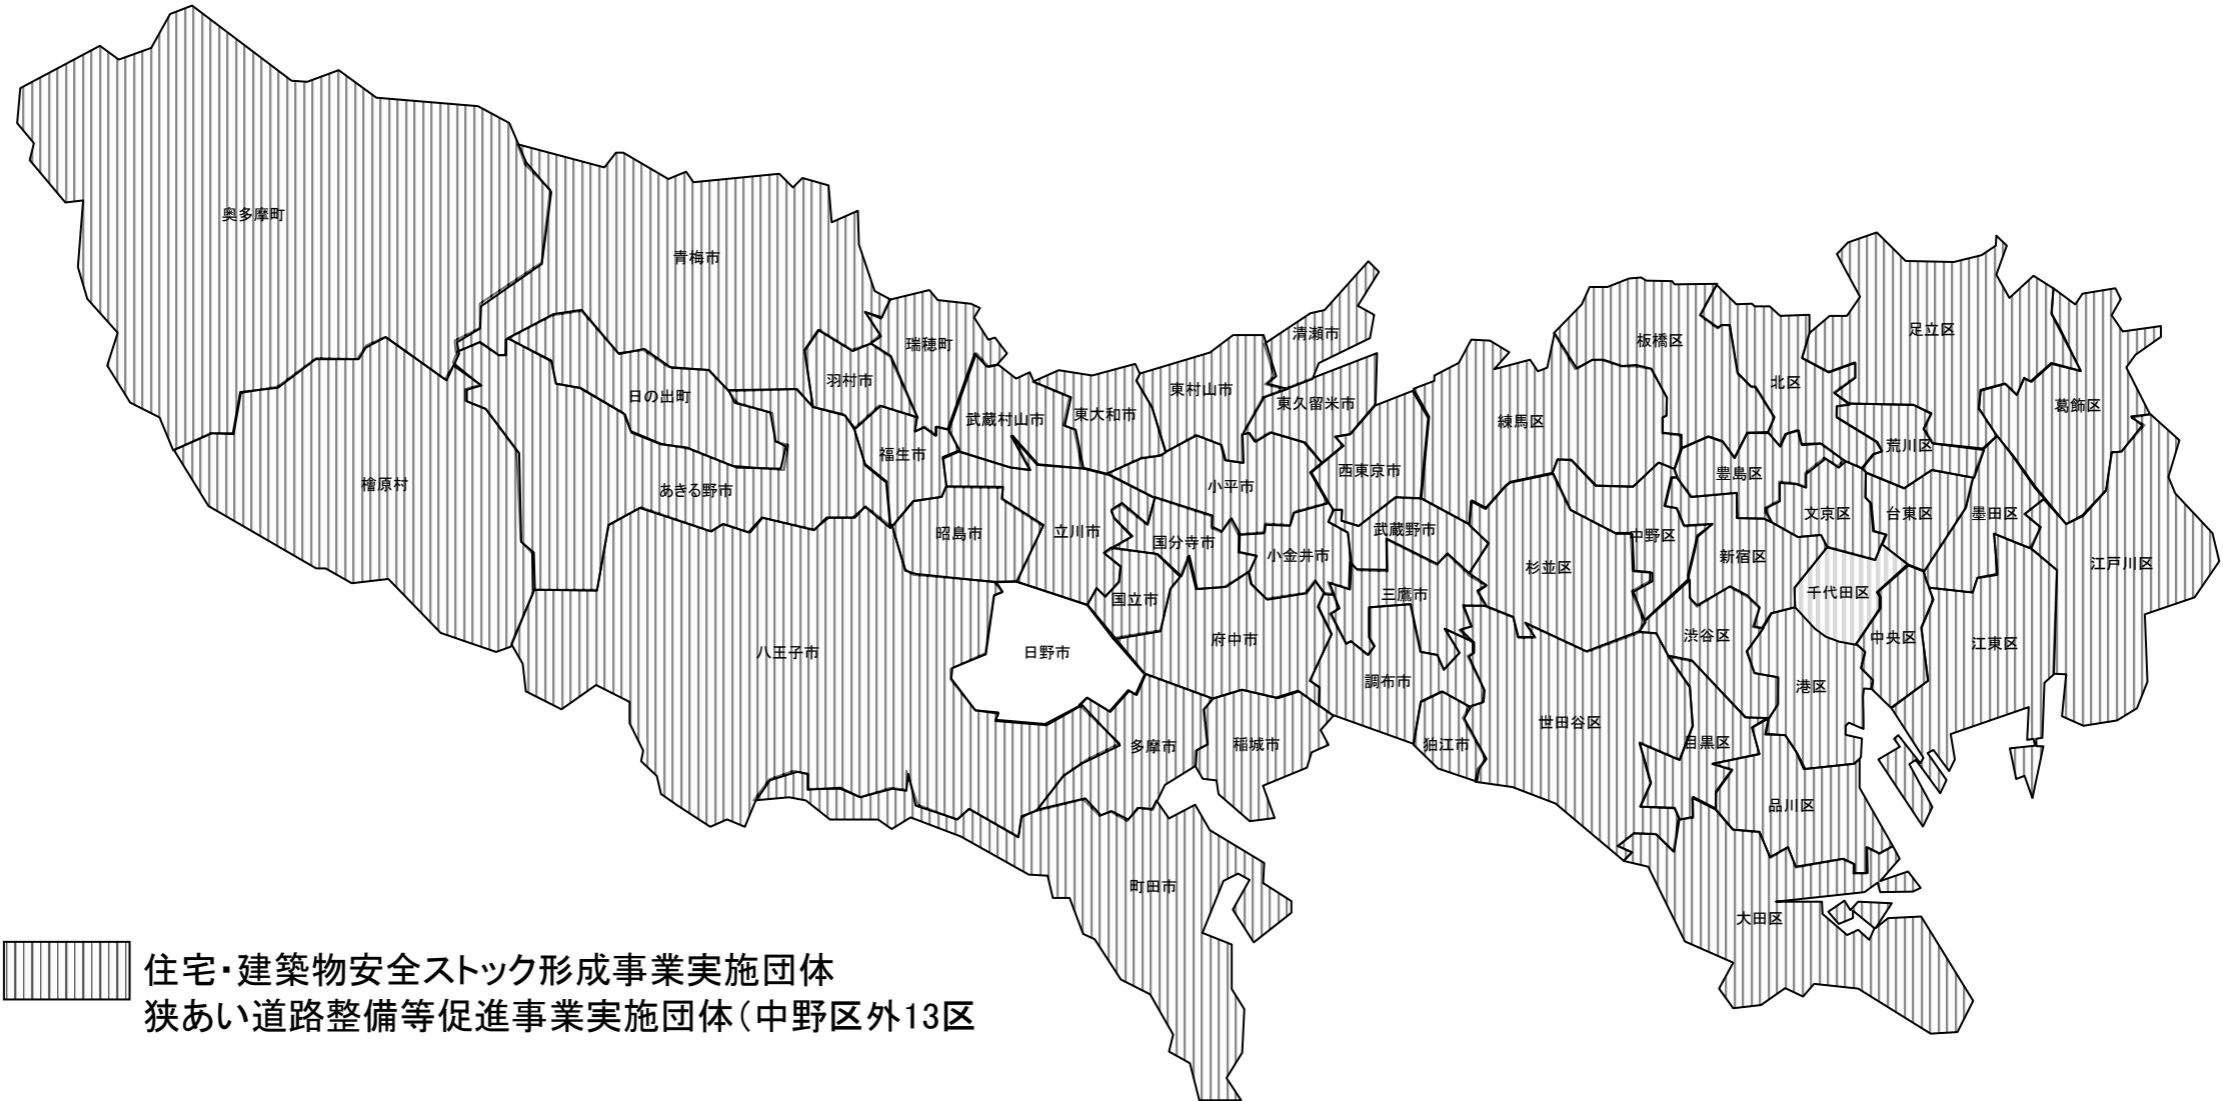 奥多摩町
青梅市
瑞穂町
羽村市
日の出町
檜原村
あきる野市
福生市
武蔵村山市
東大和市
東村山市
清瀬市
東久留米市
小平市
西東京市
昭島市
立川市
国分寺市
小金井市
武蔵野市
国立市
三鷹市
八王子市
日野市
府中市
調布市
多摩市
稲城市
狛江市
町田市
板橋区
北区
足立区
葛飾区
練馬区
荒川区
豊島区
文京区
台東区
墨田区
中野区
新宿区
杉並区
千代田区
江戸川区
渋谷区
中央区
江東区
港区
世田谷区
目黒区
品川区
大田区
住宅・建築物安全ストック形成事業実施団体
狭あい道路整備等促進事業実施団体（中野区外13区